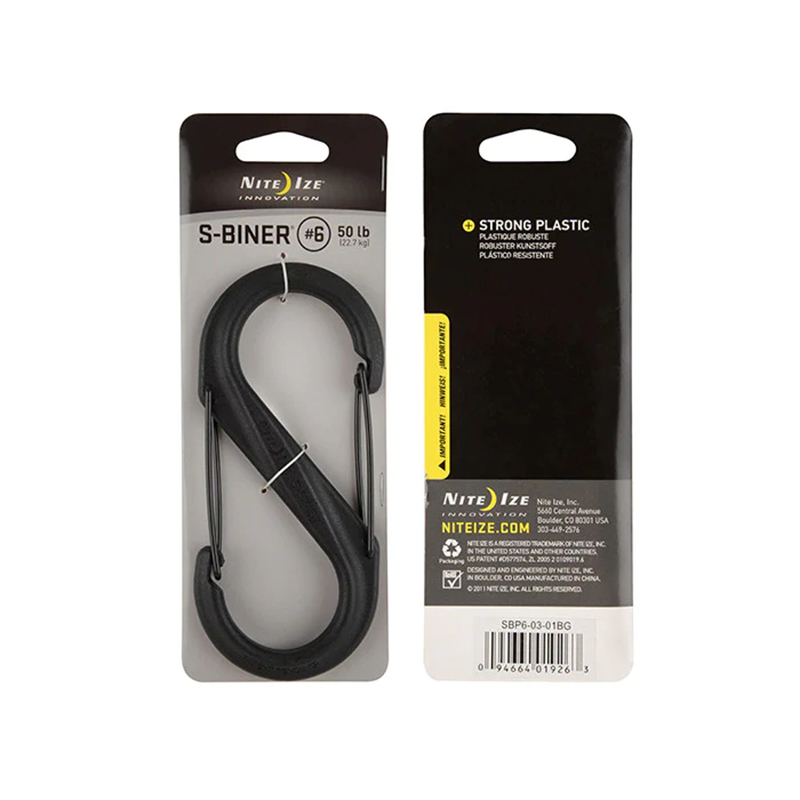 NITE IZE®
INNOVATION
S-BINER® #6 50 lb
(22.7 kg)
STRONG PLASTIC
PLASTIQUE ROBUSTE
ROBUSTER KUNSTSOFF
PLÁSTICO RESISTENTE
IMPORTANT! HINWEIS! ¡IMPORTANTE!
NITE IZE
INNOVATION
NITEIZE.COM
Nite Ize, Inc.
5660 Central Avenue
Boulder, CO 80301 USA
303-449-2576
Packaging
NITE IZE IS A REGISTERED TRADEMARK OF NITE IZE, INC.
IN THE UNITED STATES AND OTHER COUNTRIES.
US PATENT #D577574, ZL 2005 2 0109019.6
RoHS
DESIGNED AND ENGINEERED BY NITE IZE, INC.
IN BOULDER, CO USA MANUFACTURED IN CHINA.
© 2011 NITE IZE, INC. ALL RIGHTS RESERVED.
SBP6-03-01BG
0 94664 01926 3